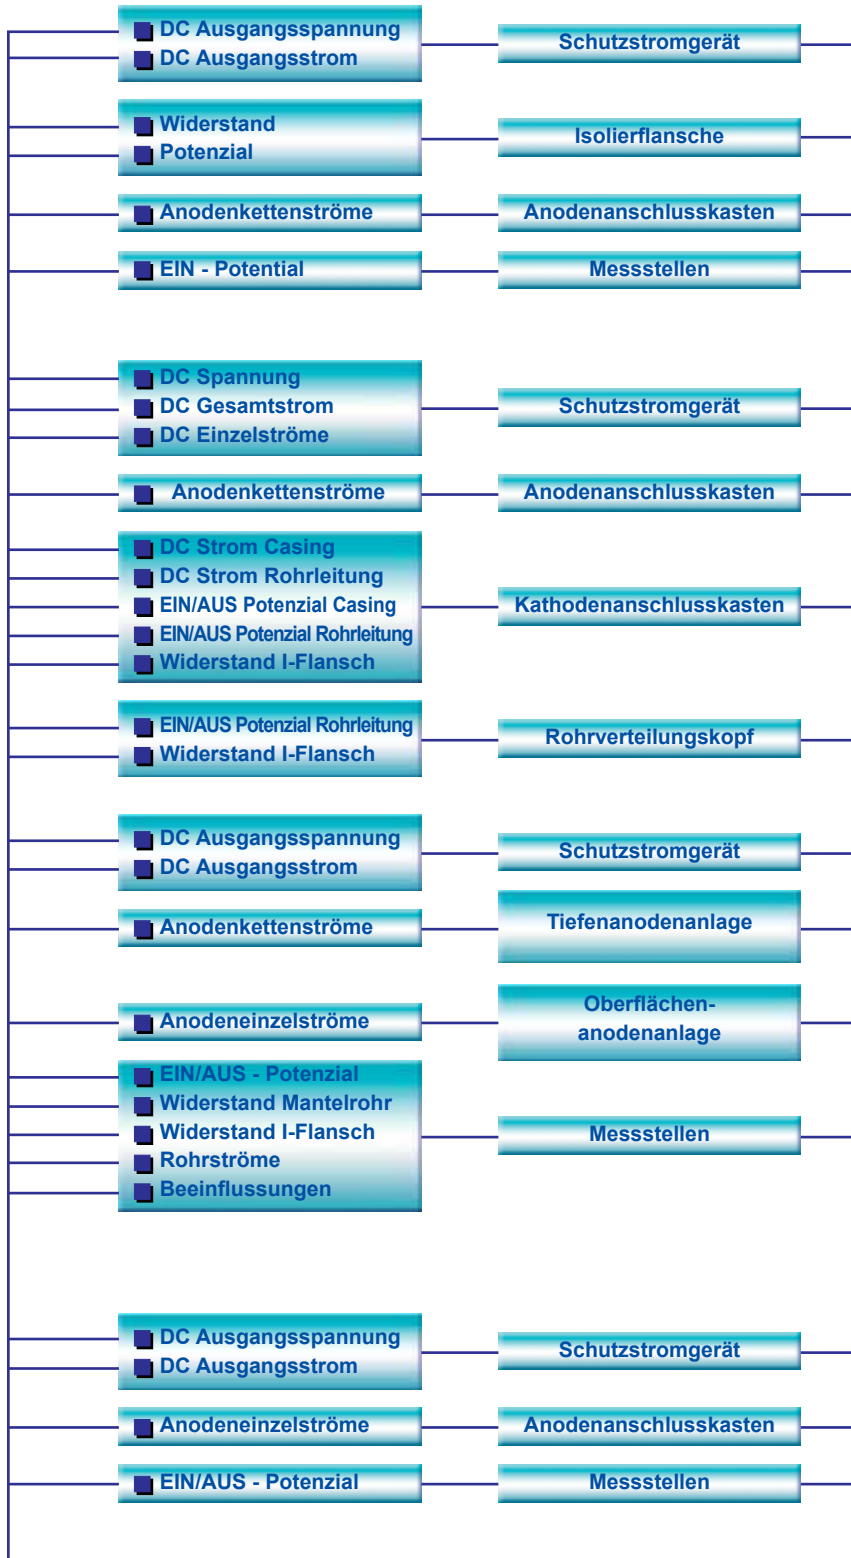 DC Ausgangsspannung
DC Ausgangsstrom
Schutzstromgerät
Widerstand
Potenzial
Isolierflansche
Anodenkettenströme
Anodenanschlusskasten
EIN - Potential
Messstellen
DC Spannung
DC Gesamtstrom
DC Einzelströme
Schutzstromgerät
Anodenkettenströme
Anodenanschlusskasten
DC Strom Casing
DC Strom Rohrleitung
EIN/AUS Potenzial Casing
EIN/AUS Potenzial Rohrleitung
Widerstand I-Flansch
Kathodenanschlusskasten
EIN/AUS Potenzial Rohrleitung
Widerstand I-Flansch
Rohrverteilungskopf
DC Ausgangsspannung
DC Ausgangsstrom
Schutzstromgerät
Anodenkettenströme
Tiefenanodenanlage
Anodeneinzelströme
Oberflächen-
anodenanlage
EIN/AUS - Potenzial
Widerstand Mantelrohr
Widerstand I-Flansch
Rohrströme
Beeinflussungen
Messstellen
DC Ausgangsspannung
DC Ausgangsstrom
Schutzstromgerät
Anodeneinzelströme
Anodenanschlusskasten
EIN/AUS - Potenzial
Messstellen